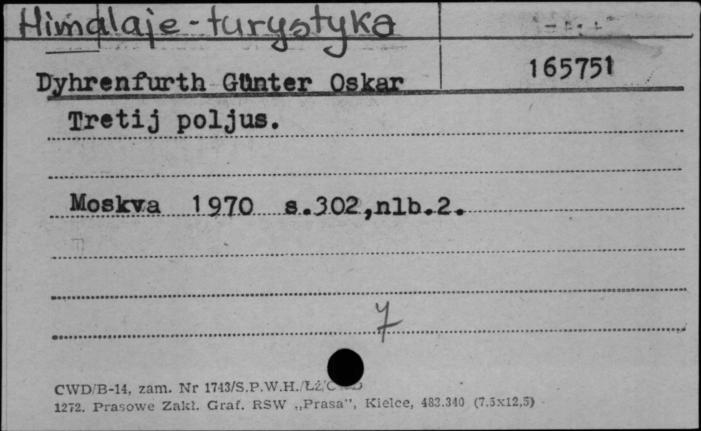 Himalaje - turystyka
165751
Dyhrenfurth Günter Oskar
Tretij poljus.
Moskva 1970 s.302,nlb.2.
7
CWD/B-14, zam. Nr 1743/S.P.W.H./ŁŻ/
1272. Prasowe Zakł. Graf. RSW „Prasa", Kielce, 483.340 (7.5x12,5)